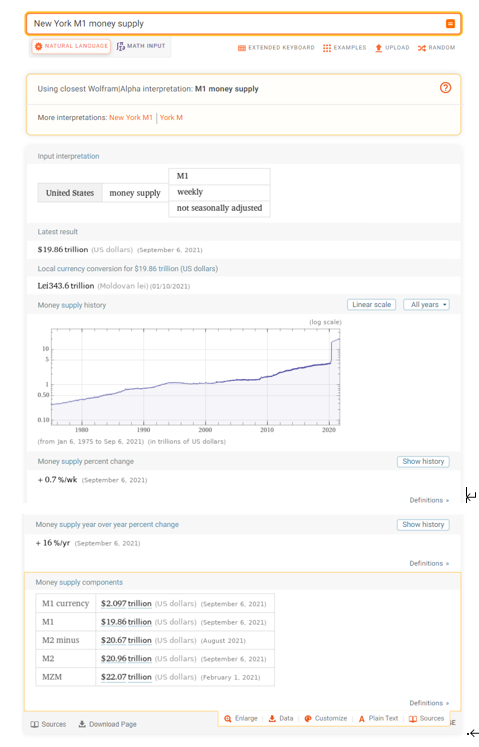 New York M1 money supply
NATURAL LANGUAGE MATH INPUT EXTENDED KEYBOARD EXAMPLES UPLOAD RANDOM
Using closest Wolfram|Alpha interpretation: M1 money supply
More interpretations: New York M1 | York M
Input interpretation
M1
United States money supply weekly
not seasonally adjusted
Latest result
$19.86 trillion (US dollars) (September 6, 2021)
Local currency conversion for $19.86 trillion (US dollars)
Lei343.6 trillion (Moldovan lei) (01/10/2021)
Money supply history Linear scale All years
(log scale)
10
5
1
0.50
0.10
1980 1990 2000 2010 2020
(from Jan 6, 1975 to Sep 6, 2021) (in trillions of US dollars)
Money supply percent change Show history
+ 0.7 %/wk (September 6, 2021)
Definitions »
Money supply year over year percent change Show history
+ 16 %/yr (September 6, 2021)
Definitions »
Money supply components
M1 currency $2.097 trillion (US dollars) (September 6, 2021)
M1 $19.86 trillion (US dollars) (September 6, 2021)
M2 minus $20.67 trillion (US dollars) (August 2021)
M2 $20.96 trillion (US dollars) (September 6, 2021)
MZM $22.07 trillion (US dollars) (February 1, 2021)
Definitions »
Sources Download Page Enlarge Data Customize Plain Text Sources